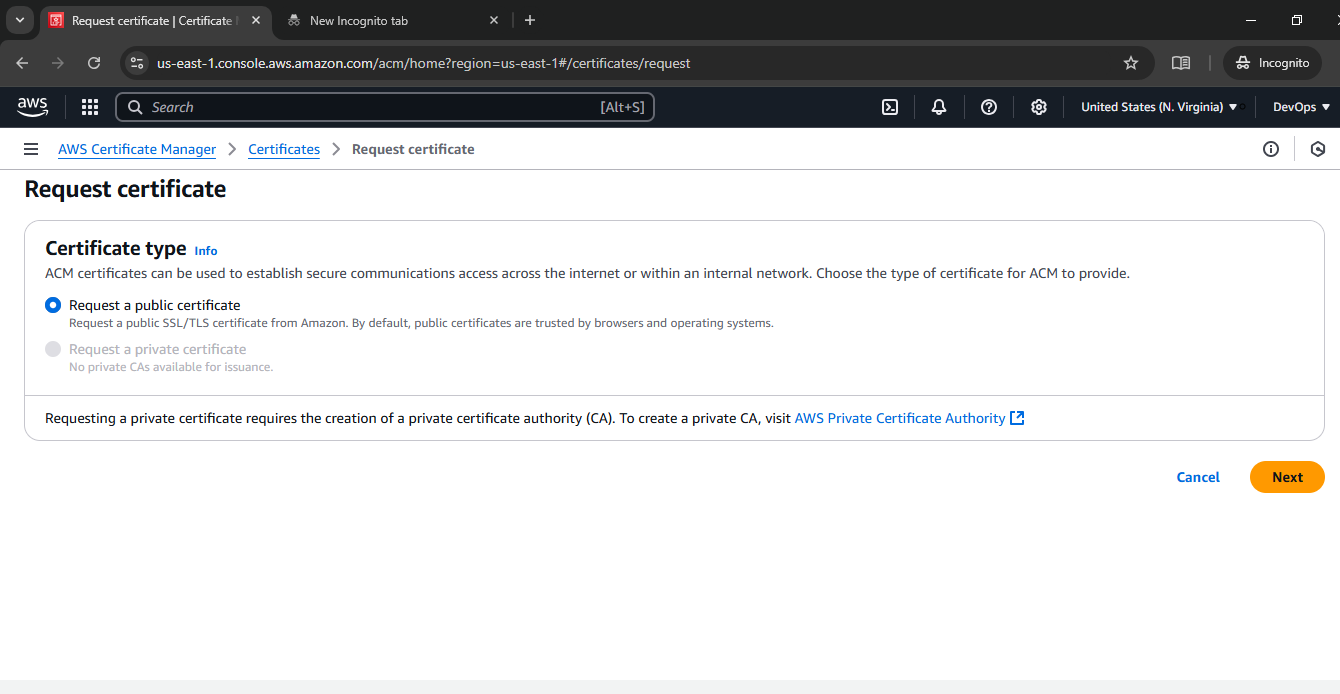 Request certificate | Certificate
New Incognito tab
us-east-1.console.aws.amazon.com/acm/home?region=us-east-1#/certificates/request
Incognito
aws
Search
[Alt+S]
United States (N. Virginia)
DevOps
AWS Certificate Manager
Certificates
Request certificate
Request certificate
Certificate type Info
ACM certificates can be used to establish secure communications access across the internet or within an internal network. Choose the type of certificate for ACM to provide.
Request a public certificate
Request a public SSL/TLS certificate from Amazon. By default, public certificates are trusted by browsers and operating systems.
Request a private certificate
No private CAs available for issuance.
Requesting a private certificate requires the creation of a private certificate authority (CA). To create a private CA, visit AWS Private Certificate Authority
Cancel
Next